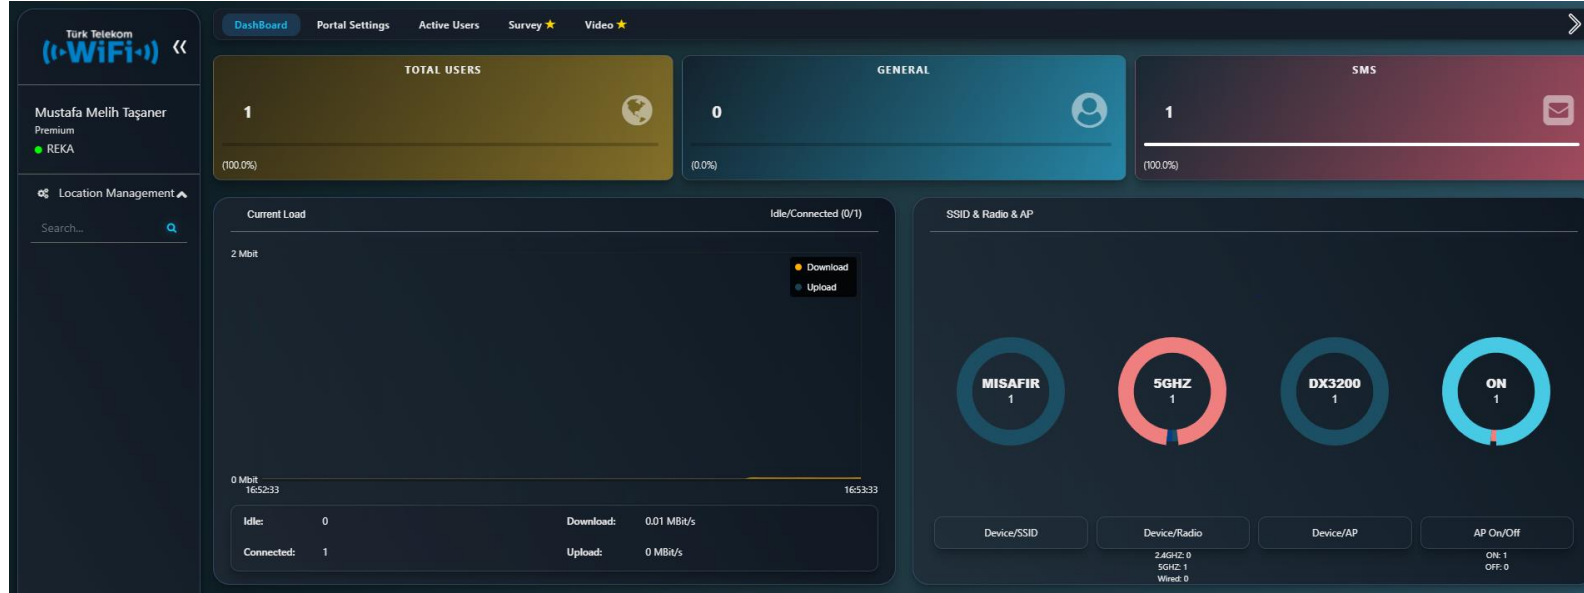 Türk Telekom
WiFi
DashBoard
Portal Settings
Active Users
Survey
Video
Mustafa Melih Taşaner
Premium
REKA
Location Management
Search...
TOTAL USERS
1
(100.0%)
GENERAL
0
(0.0%)
SMS
1
(100.0%)
Current Load
Idle/Connected (0/1)
2 Mbit
Download
Upload
0 Mbit
16:52:33
16:53:33
Idle: 0
Download: 0.01 MBit/s
Connected: 1
Upload: 0 MBit/s
SSID & Radio & AP
MISAFIR
1
5GHZ
1
DX3200
1
ON
1
Device/SSID
Device/Radio
2.4GHZ: 0
5GHZ: 1
Wired: 0
Device/AP
AP On/Off
ON: 1
OFF: 0